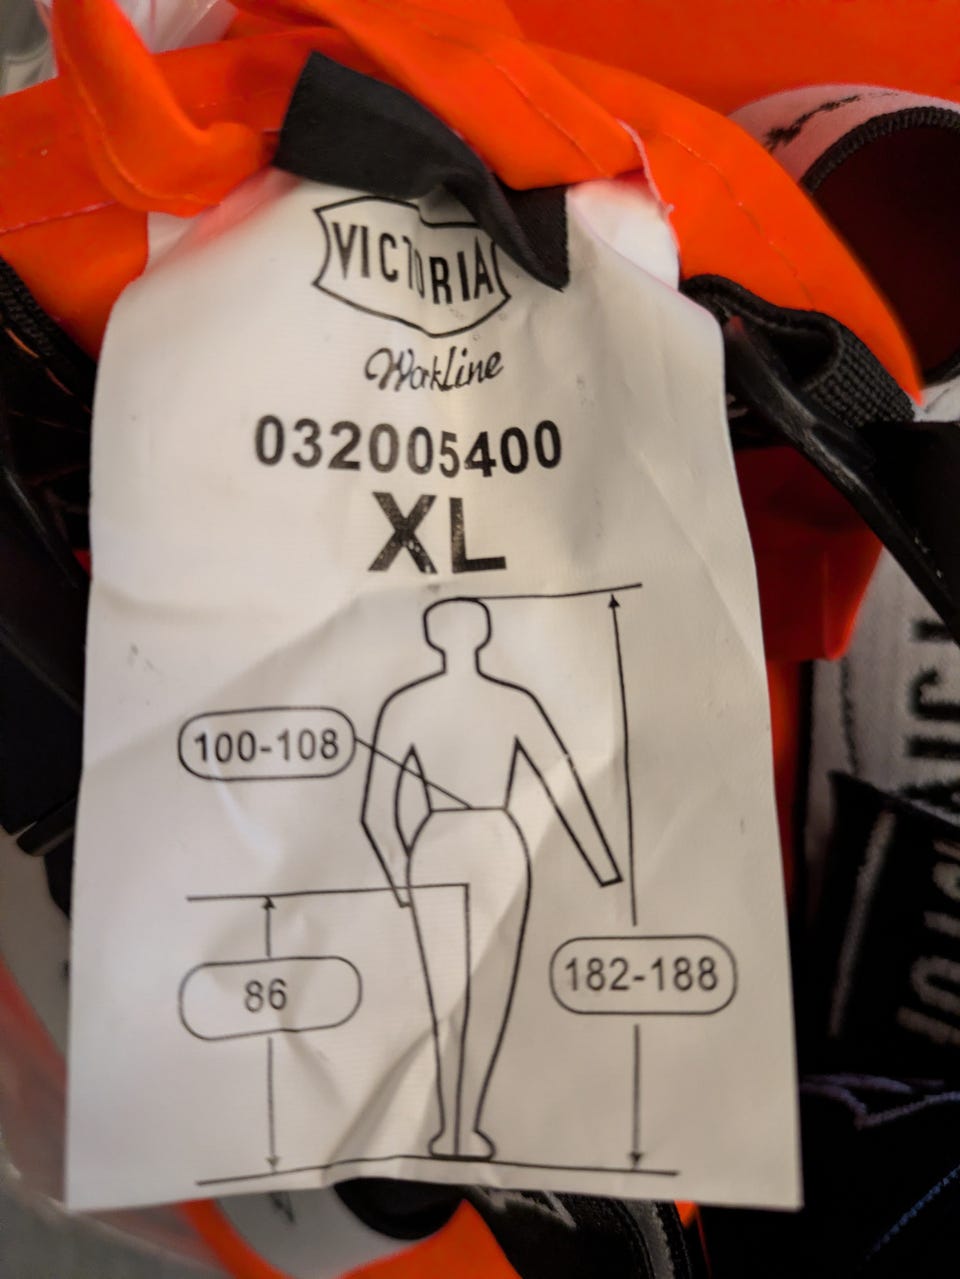 VICTORIA
WorkLine
032005400
XL
100-108
86
182-188